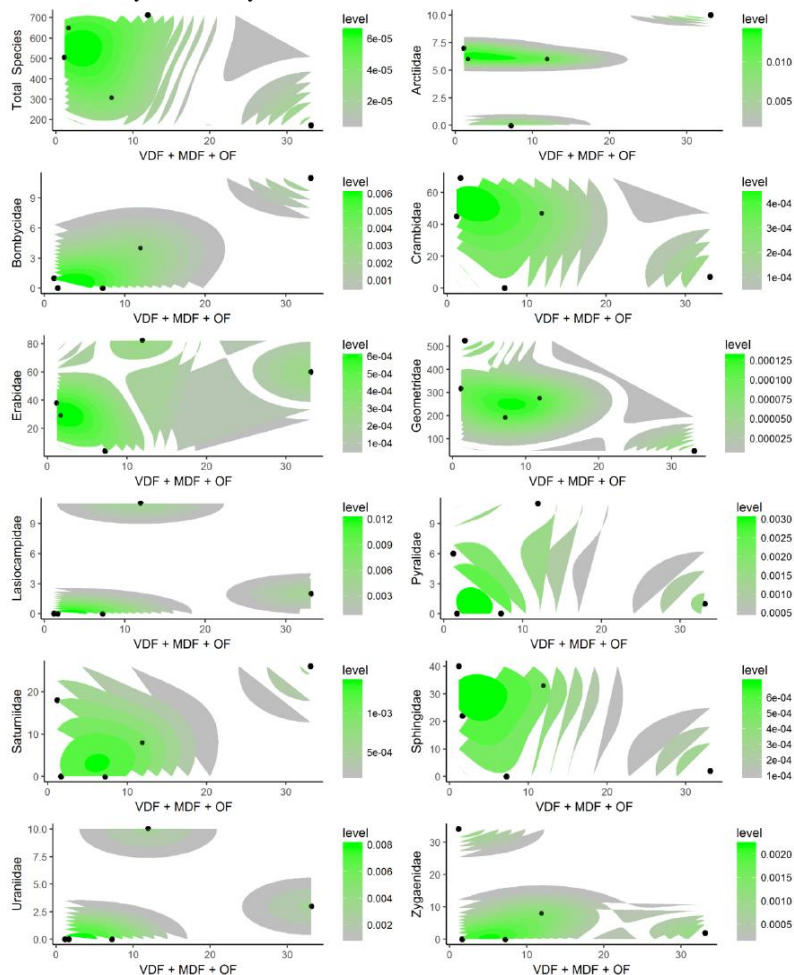 level
700
600
500
400
300
200
6e-05
4e-05
2e-05
Total Species
0 10 20 30
VDF + MDF + OF
level
10.0
7.5
5.0
2.5
0.0
0.010
0.005
Arctiidae
0 10 20 30
VDF + MDF + OF
level
9
6
3
0
0.006
0.005
0.004
0.003
0.002
0.001
Bombycidae
0 10 20 30
VDF + MDF + OF
level
60
40
20
0
4e-04
3e-04
2e-04
1e-04
Crambidae
0 10 20 30
VDF + MDF + OF
level
80
60
40
20
6e-04
5e-04
4e-04
3e-04
2e-04
1e-04
Erabidae
0 10 20 30
VDF + MDF + OF
level
500
400
300
200
100
0.000125
0.000100
0.000075
0.000050
0.000025
Geometridae
0 10 20 30
VDF + MDF + OF
level
9
6
3
0
0.012
0.009
0.006
0.003
Lasiocampidae
0 10 20 30
VDF + MDF + OF
level
9
6
3
0
0.0030
0.0025
0.0020
0.0015
0.0010
0.0005
Pyralidae
0 10 20 30
VDF + MDF + OF
level
20
10
0
1e-03
5e-04
Saturniidae
0 10 20 30
VDF + MDF + OF
level
40
30
20
10
0
6e-04
5e-04
4e-04
3e-04
2e-04
1e-04
Sphingidae
0 10 20 30
VDF + MDF + OF
level
10.0
7.5
5.0
2.5
0.0
0.008
0.006
0.004
0.002
Uraniidae
0 10 20 30
VDF + MDF + OF
level
30
20
10
0
0.0020
0.0015
0.0010
0.0005
Zygaenidae
0 10 20 30
VDF + MDF + OF